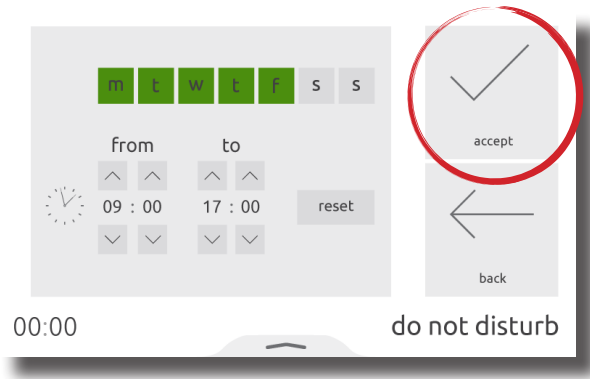 m t w t f s s
from to
09 : 00 17 : 00
reset
accept
back
00:00
do not disturb